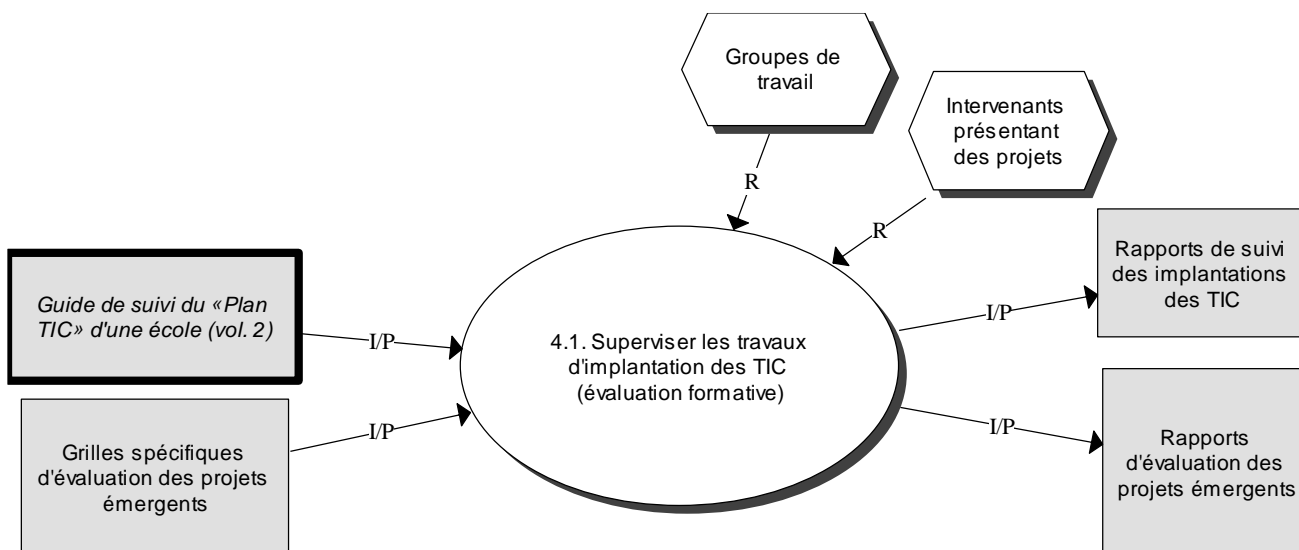 Groupes de
travail
Intervenants
présentant
des projets
R
R
Guide de suivi du «Plan
TIC» d'une école (vol. 2)
I/P
Grilles spécifiques
d'évaluation des projets
émergents
I/P
4.1. Superviser les travaux
d'implantation des TIC
(évaluation formative)
I/P
Rapports de suivi
des implantations
des TIC
I/P
Rapports
d'évaluation des
projets émergents